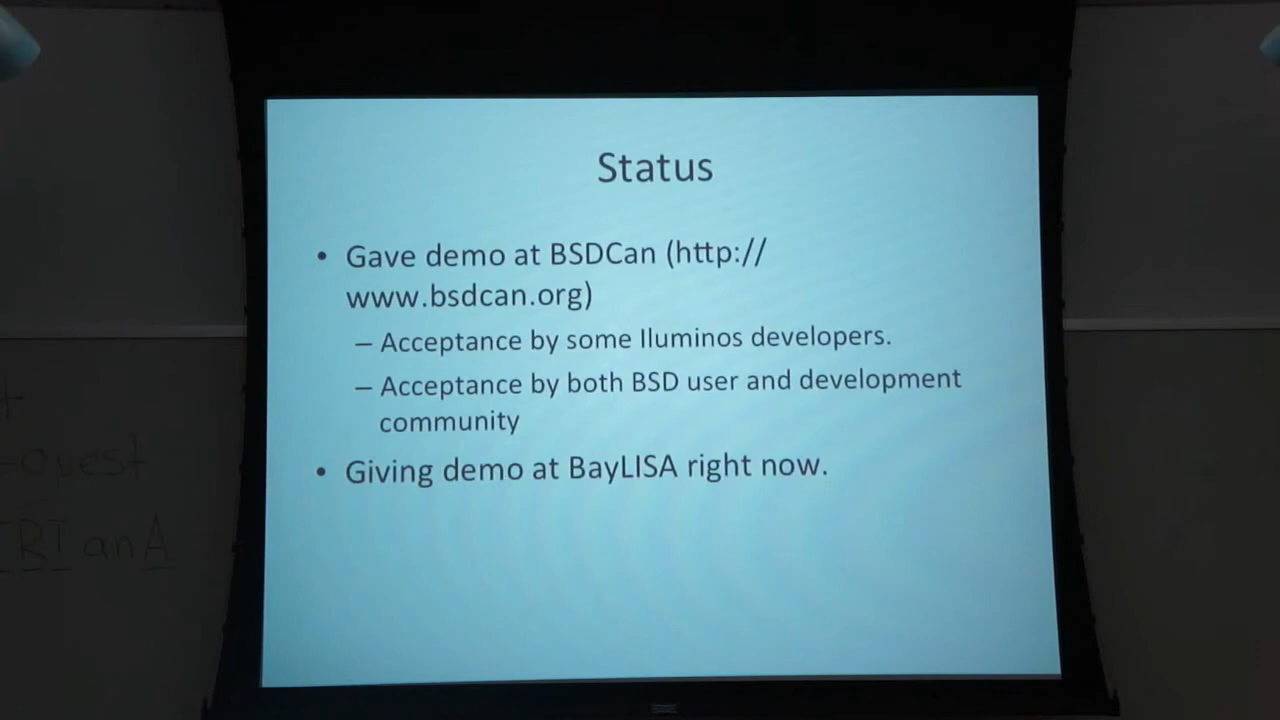 Status
• Gave demo at BSDCan (http://
www.bsdcan.org)
– Acceptance by some Iluminos developers.
– Acceptance by both BSD user and development
community
• Giving demo at BayLISA right now.
an A